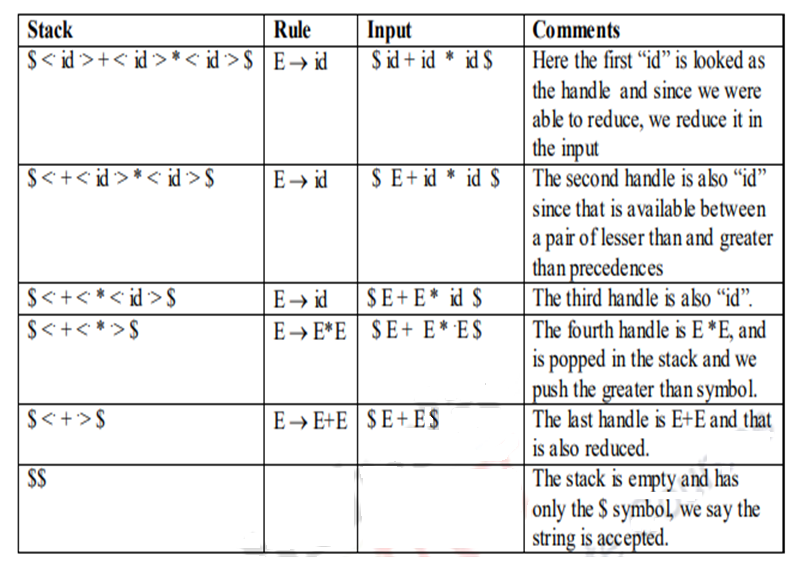 Stack Rule Input Comments
$ <· id ·> + <· id ·> * <· id ·> $ E → id $ id + id * id $ Here the first “id” is looked as
the handle and since we were
able to reduce, we reduce it in
the input
$ <· + <· id ·> * <· id ·> $ E → id $ E + id * id $ The second handle is also “id”
since that is available between
a pair of lesser than and greater
than precedences
$ <· + <· * <· id ·> $ E → id $ E + E * id $ The third handle is also “id”.
$ <· + <· * ·> $ E → E*E $ E + E * E $ The fourth handle is E *E, and
is popped in the stack and we
push the greater than symbol.
$ <· + ·> $ E → E+E $ E + E $ The last handle is E+E and that
is also reduced.
$$ The stack is empty and has
only the $ symbol, we say the
string is accepted.